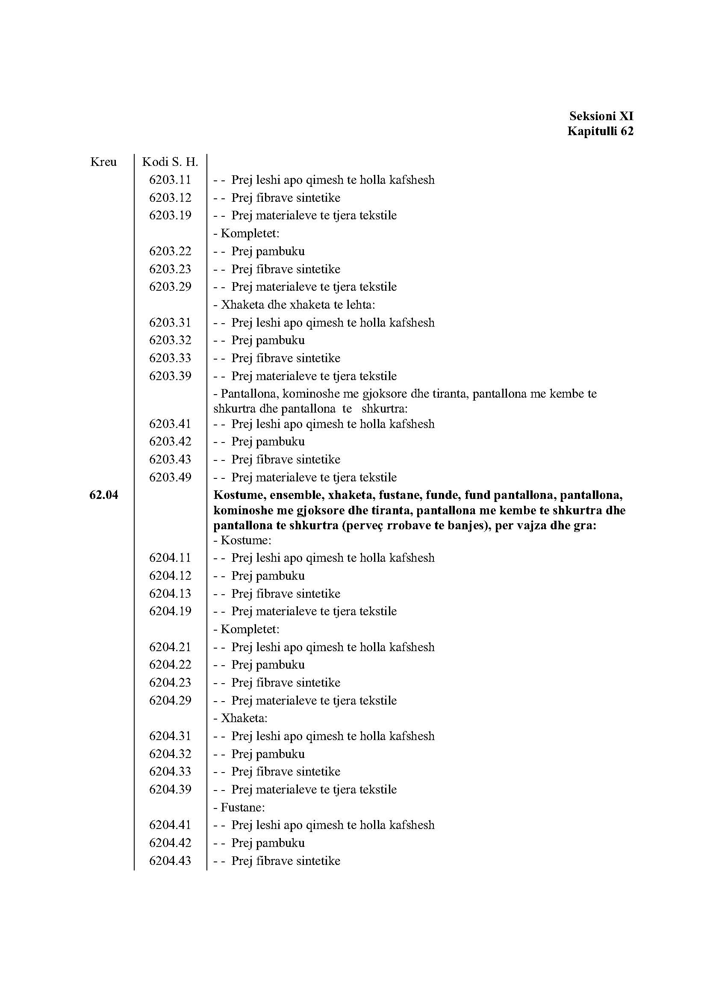 Seksioni XI
Kapitulli 62
Kreu Kodi S. H.
6203.11 - - Prej leshi apo qimesh te holla kafshesh
6203.12 - - Prej fibrave sintetike
6203.19 - - Prej materialeve te tjera tekstile
- Kompletet:
6203.22 - - Prej pambuku
6203.23 - - Prej fibrave sintetike
6203.29 - - Prej materialeve te tjera tekstile
- Xhaketa dhe xhaketa te lehta:
6203.31 - - Prej leshi apo qimesh te holla kafshesh
6203.32 - - Prej pambuku
6203.33 - - Prej fibrave sintetike
6203.39 - - Prej materialeve te tjera tekstile
- Pantallona, kominoshe me gjoksore dhe tiranta, pantallona me kembe te
shkurtra dhe pantallona te shkurtra:
6203.41 - - Prej leshi apo qimesh te holla kafshesh
6203.42 - - Prej pambuku
6203.43 - - Prej fibrave sintetike
6203.49 - - Prej materialeve te tjera tekstile
62.04 Kostume, ensemble, xhaketa, fustane, funde, fund pantallona, pantallona,
kominoshe me gjoksore dhe tiranta, pantallona me kembe te shkurtra dhe
pantallona te shkurtra (perveç rrobave te banjes), per vajza dhe gra:
- Kostume:
6204.11 - - Prej leshi apo qimesh te holla kafshesh
6204.12 - - Prej pambuku
6204.13 - - Prej fibrave sintetike
6204.19 - - Prej materialeve te tjera tekstile
- Kompletet:
6204.21 - - Prej leshi apo qimesh te holla kafshesh
6204.22 - - Prej pambuku
6204.23 - - Prej fibrave sintetike
6204.29 - - Prej materialeve te tjera tekstile
- Xhaketa:
6204.31 - - Prej leshi apo qimesh te holla kafshesh
6204.32 - - Prej pambuku
6204.33 - - Prej fibrave sintetike
6204.39 - - Prej materialeve te tjera tekstile
- Fustane:
6204.41 - - Prej leshi apo qimesh te holla kafshesh
6204.42 - - Prej pambuku
6204.43 - - Prej fibrave sintetike